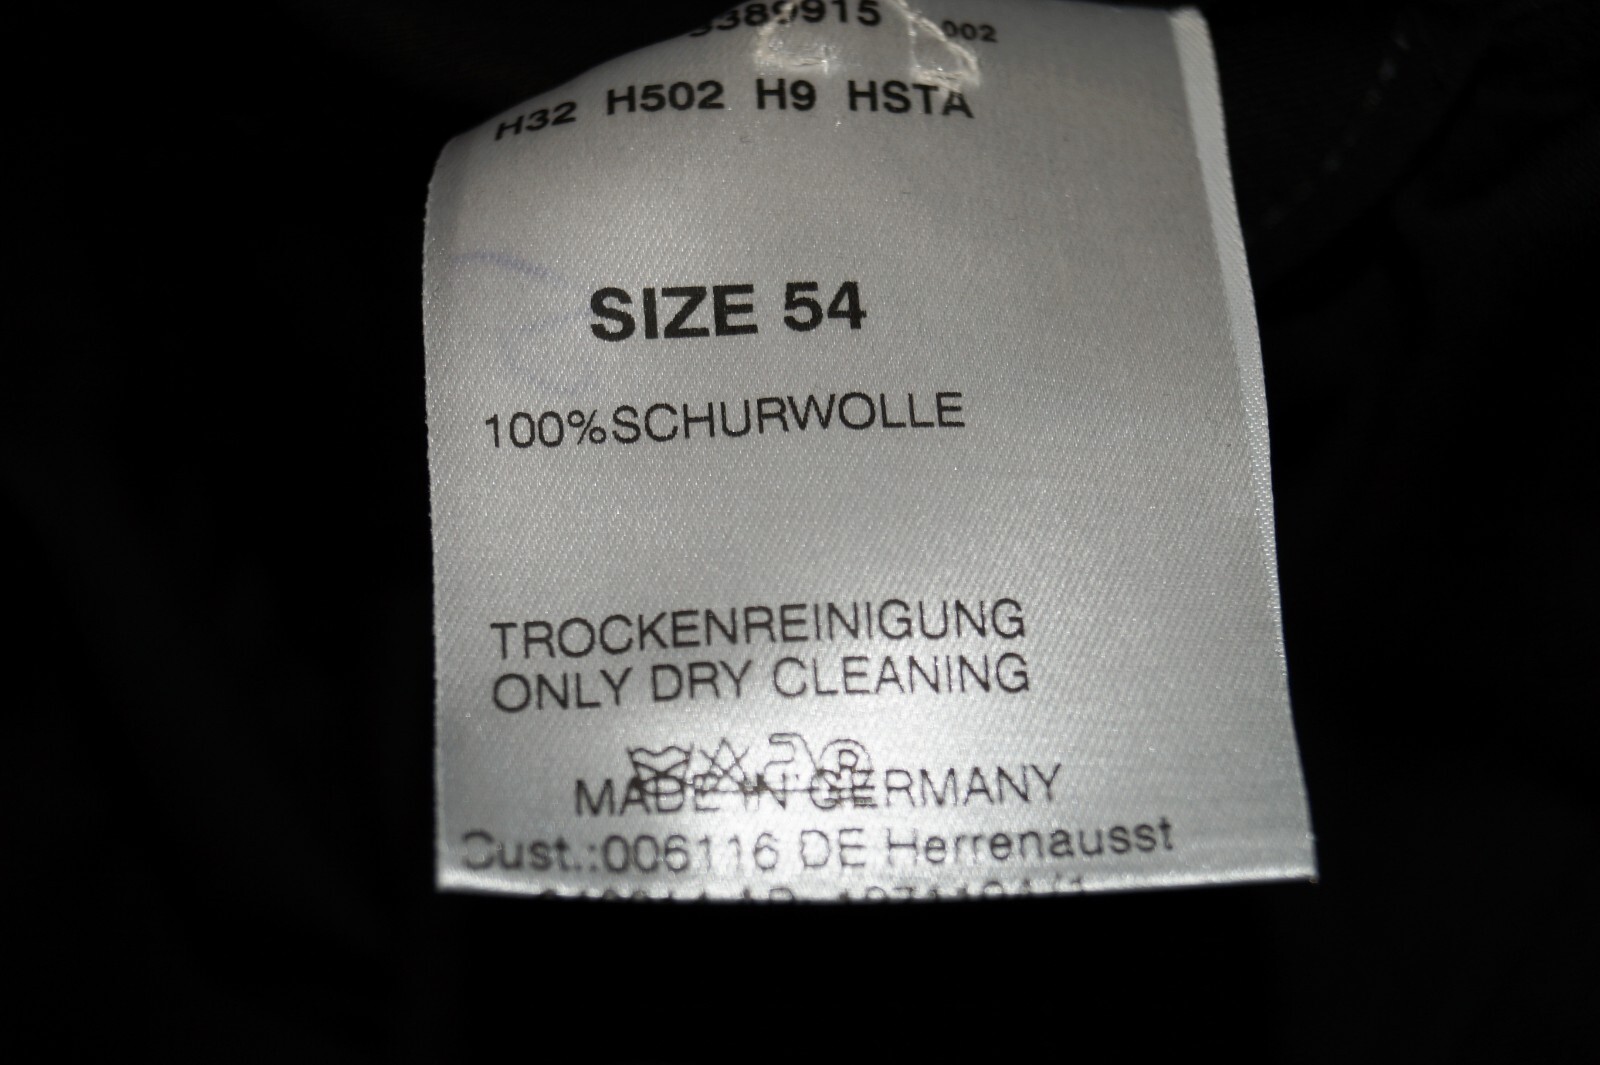 002
H32 H502 H9 HSTA
SIZE 54
100%SCHURWOLLE
TROCKENREINIGUNG
ONLY DRY CLEANING
MADE IN GERMANY
Cust.:006116 DE Herrenausst